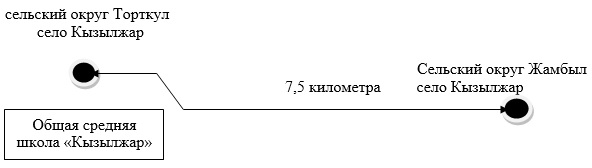 сельский округ Торткул
село Кызылжар
7,5 километра
Сельский округ Жамбыл
село Кызылжар
Общая средняя
школа «Кызылжар»